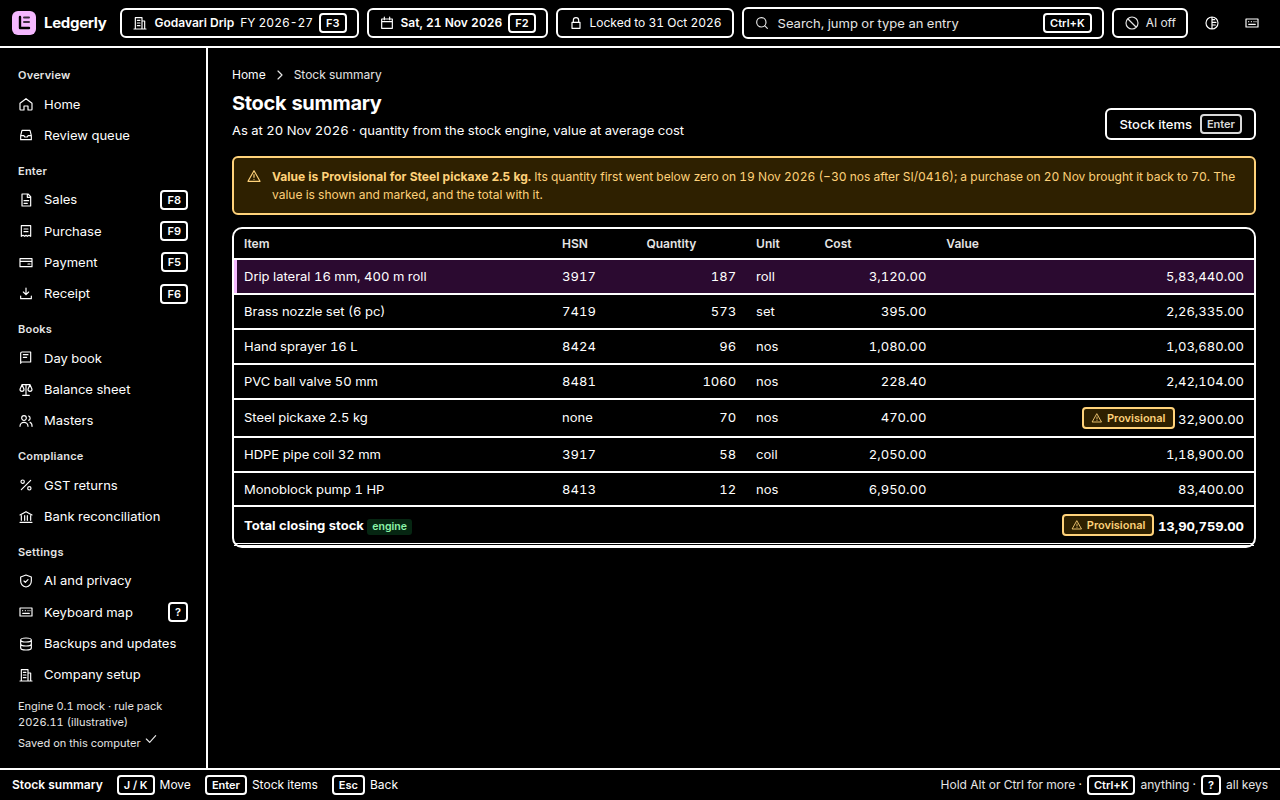 Ledgerly
Godavari Drip FY 2026-27 F3
Sat, 21 Nov 2026 F2
Locked to 31 Oct 2026
Search, jump or type an entry Ctrl+K
AI off
Overview
Home
Review queue
Enter
Sales F8
Purchase F9
Payment F5
Receipt F6
Books
Day book
Balance sheet
Masters
Compliance
GST returns
Bank reconciliation
Settings
AI and privacy
Keyboard map ?
Backups and updates
Company setup
Engine 0.1 mock · rule pack
2026.11 (illustrative)
Saved on this computer
Home > Stock summary
Stock summary
As at 20 Nov 2026 · quantity from the stock engine, value at average cost
Stock items Enter
Value is Provisional for Steel pickaxe 2.5 kg. Its quantity first went below zero on 19 Nov 2026 (−30 nos after SI/0416); a purchase on 20 Nov brought it back to 70. The
value is shown and marked, and the total with it.
Item HSN Quantity Unit Cost Value
Drip lateral 16 mm, 400 m roll 3917 187 roll 3,120.00 5,83,440.00
Brass nozzle set (6 pc) 7419 573 set 395.00 2,26,335.00
Hand sprayer 16 L 8424 96 nos 1,080.00 1,03,680.00
PVC ball valve 50 mm 8481 1060 nos 228.40 2,42,104.00
Steel pickaxe 2.5 kg none 70 nos 470.00 Provisional 32,900.00
HDPE pipe coil 32 mm 3917 58 coil 2,050.00 1,18,900.00
Monoblock pump 1 HP 8413 12 nos 6,950.00 83,400.00
Total closing stock engine Provisional 13,90,759.00
Stock summary J / K Move Enter Stock items Esc Back
Hold Alt or Ctrl for more · Ctrl+K anything · ? all keys